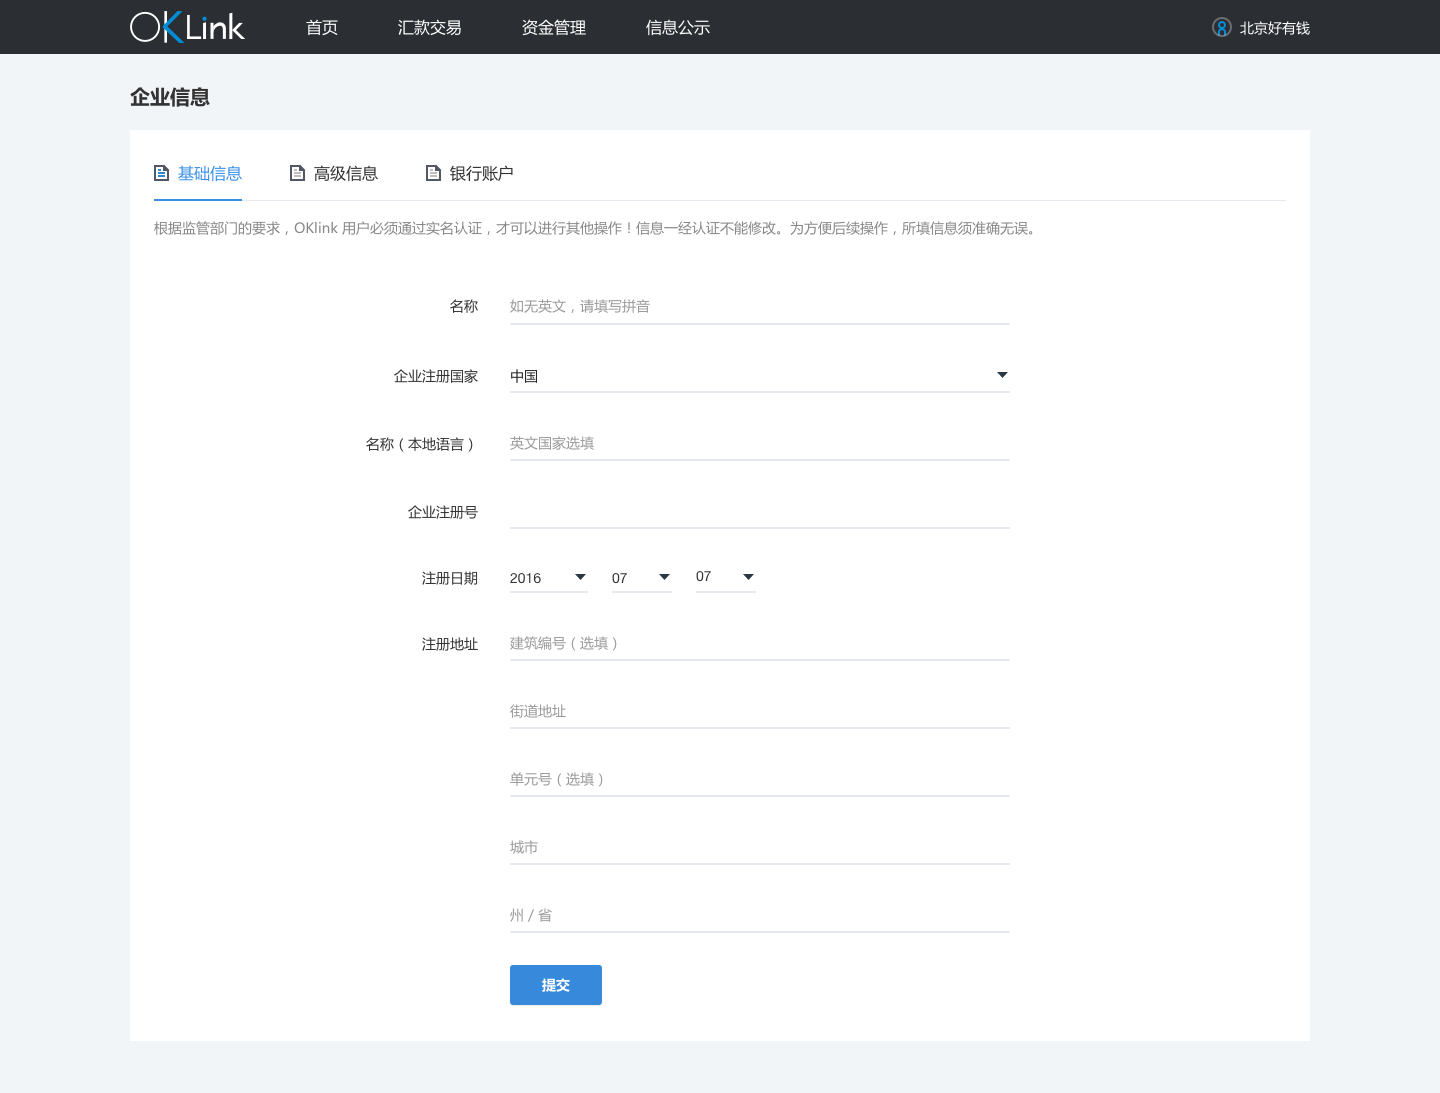 OKLink 首页 汇款交易 资金管理 信息公示 北京好有钱
企业信息
基础信息 高级信息 银行账户
根据监管部门的要求，OKlink 用户必须通过实名认证，才可以进行其他操作！信息一经认证不能修改。为方便后续操作，所填信息须准确无误。
名称 如无英文，请填写拼音
企业注册国家 中国
名称（本地语言） 英文国家选填
企业注册号
注册日期 2016 07 07
注册地址 建筑编号（选填）
街道地址
单元号（选填）
城市
州 / 省
提交